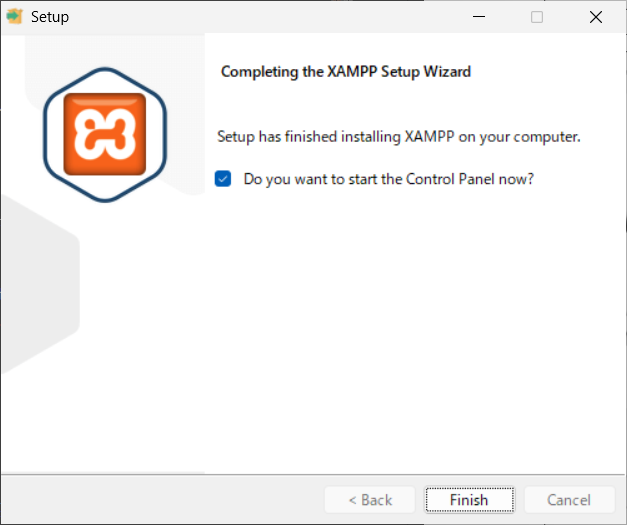 Setup
Completing the XAMPP Setup Wizard
Setup has finished installing XAMPP on your computer.
Do you want to start the Control Panel now?
< Back
Finish
Cancel